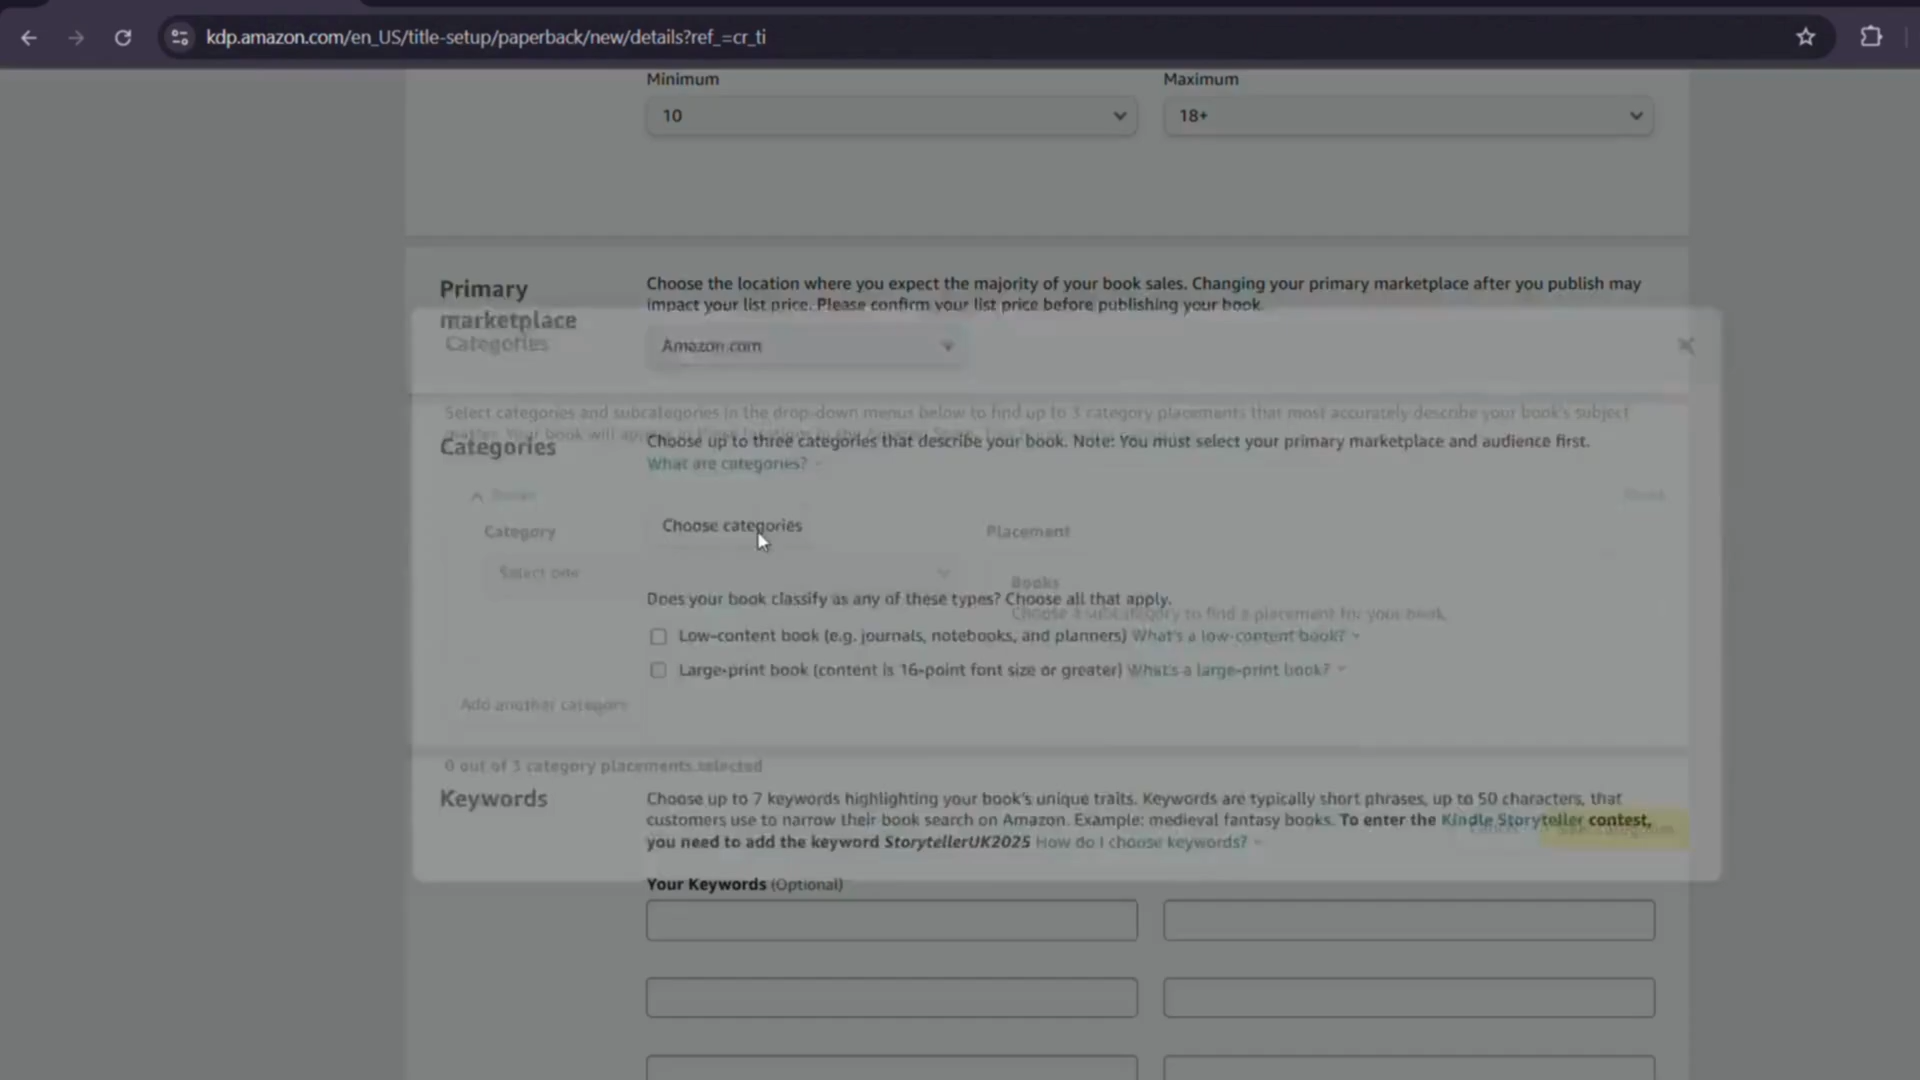 kdp.amazon.com/en_US/title-setup/paperback/new/details?ref_=cr_ti
Minimum
Maximum
10
18+
Primary
marketplace
Choose the location where you expect the majority of your book sales. Changing your primary marketplace after you publish may
impact your list price. Please confirm your list price before publishing your book.
Amazon.com
Categories
Select categories and subcategories in the drop-down menus below to find up to 3 category placements that most accurately describe your book's subject
matter. Your book will
Categories
Choose up to three categories that describe your book. Note: You must select your primary marketplace and audience first.
What are categories?
Category
Choose categories
Placement
Select one
Books
Choose a subcategory to find a placement for your book.
Does your book classify as any of these types? Choose all that apply.
Low-content book (e.g. journals, notebooks, and planners) What's a low-content book?
Large-print book (content is 16-point font size or greater) What's a large-print book?
Add another category
0 out of 3 category placements selected
Keywords
Choose up to 7 keywords highlighting your book's unique traits. Keywords are typically short phrases, up to 50 characters, that
customers use to narrow their book search on Amazon. Example: medieval fantasy books. To enter the Kindle Storyteller contest,
you need to add the keyword StorytellerUK2025 How do I choose keywords?
Your Keywords (Optional)